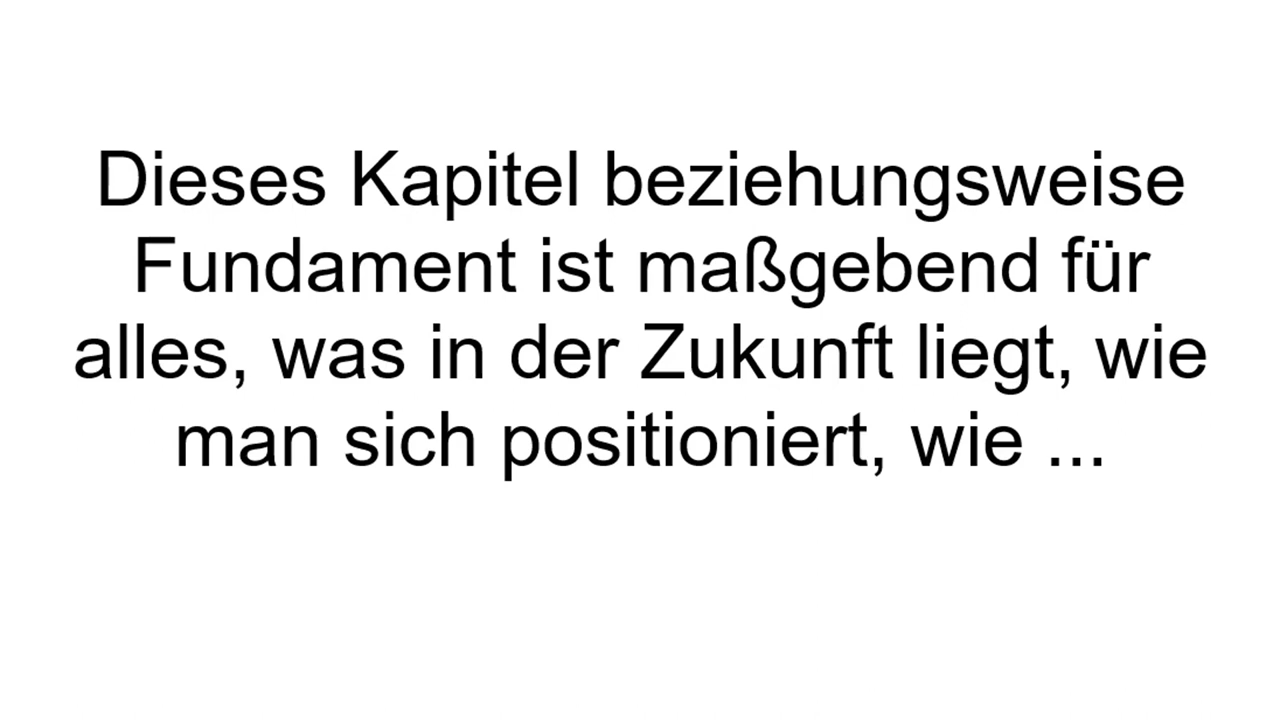 Dieses Kapitel beziehungsweise
Fundament ist maßgebend für
alles, was in der Zukunft liegt, wie
man sich positioniert, wie ...